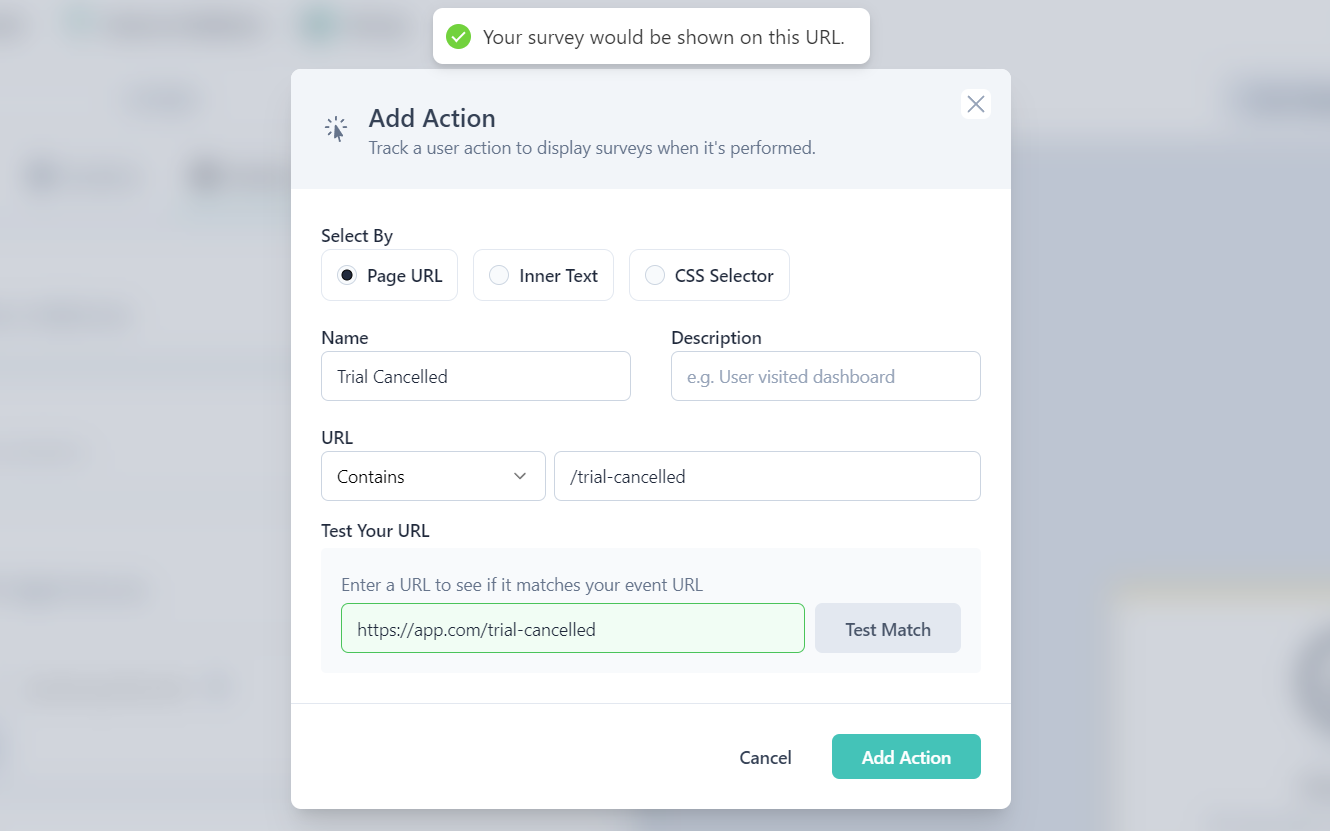 Your survey would be shown on this URL.
Add Action
Track a user action to display surveys when it's performed.
Select By
Page URL
Inner Text
CSS Selector
Name
Description
Trial Cancelled
e.g. User visited dashboard
URL
Contains
/trial-cancelled
Test Your URL
Enter a URL to see if it matches your event URL
https://app.com/trial-cancelled
Test Match
Cancel
Add Action